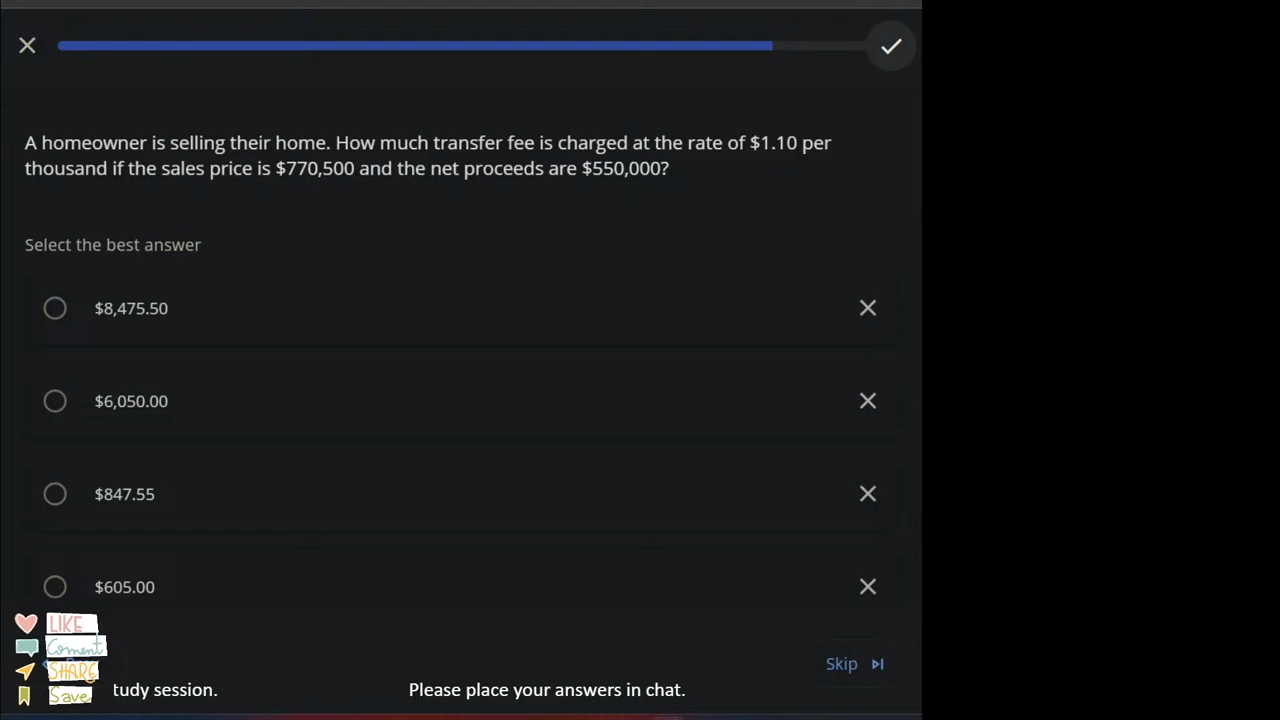 A homeowner is selling their home. How much transfer fee is charged at the rate of $1.10 per
thousand if the sales price is $770,500 and the net proceeds are $550,000?
Select the best answer
$8,475.50
$6,050.00
$847.55
$605.00
LIKE
Coment
SHARE
Save
Skip
tudy session.
Please place your answers in chat.